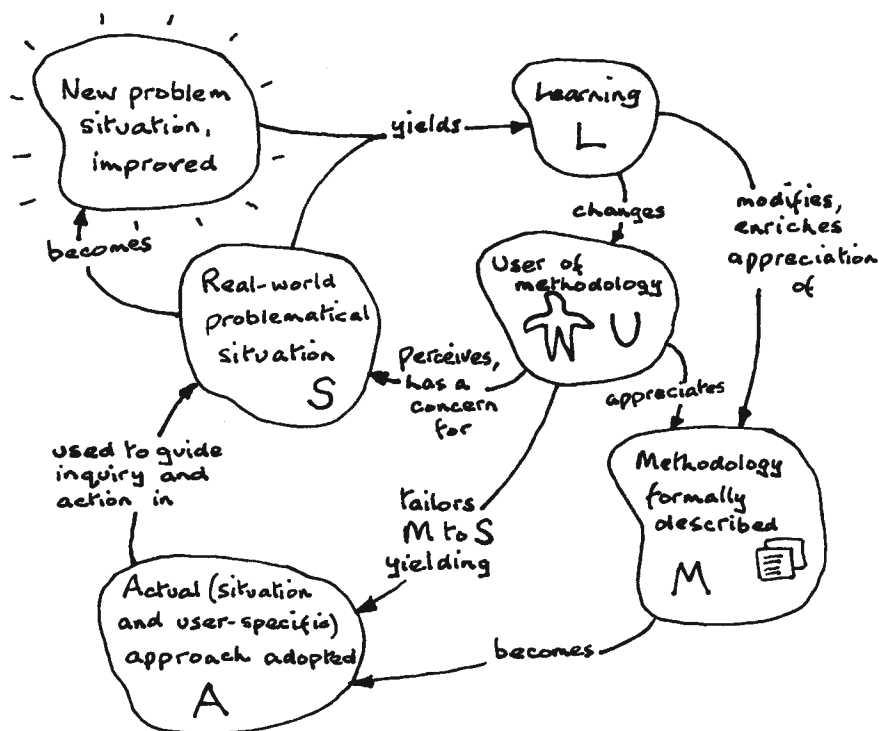 New problem
situation,
improved
yields
Learning
L
becomes
changes
modifies,
enriches
appreciation
of
Real-world
problematical
situation
S
User of
methodology
U
perceives,
has a
concern
for
appreciates
used to guide
inquiry and
action in
tailors
M to S
yielding
Methodology
formally
described
M
Actual (situation
and user-specific)
approach adopted
A
becomes